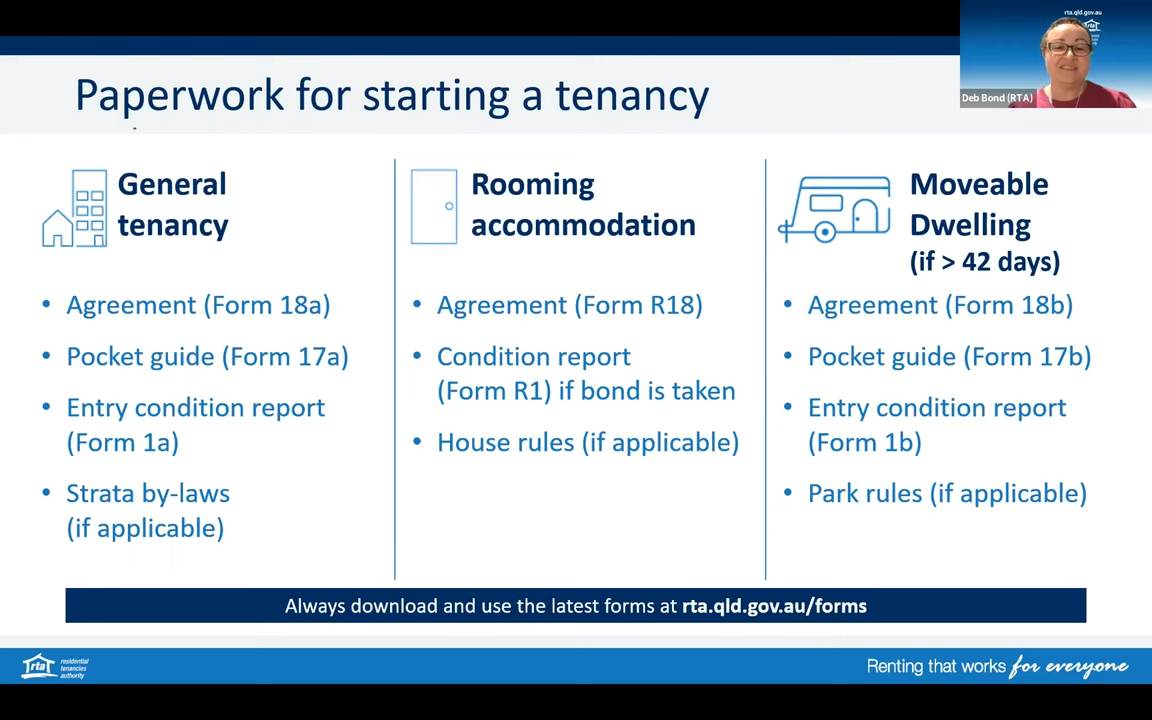 rta.qld.gov.au
rta
Deb Bond (RTA)
Paperwork for starting a tenancy
General
tenancy
• Agreement (Form 18a)
• Pocket guide (Form 17a)
• Entry condition report
(Form 1a)
• Strata by-laws
(if applicable)
Rooming
accommodation
• Agreement (Form R18)
• Condition report
(Form R1) if bond is taken
• House rules (if applicable)
Moveable
Dwelling
(if > 42 days)
• Agreement (Form 18b)
• Pocket guide (Form 17b)
• Entry condition report
(Form 1b)
• Park rules (if applicable)
Always download and use the latest forms at rta.qld.gov.au/forms
rta
residential
tenancies
authority
Renting that works for everyone